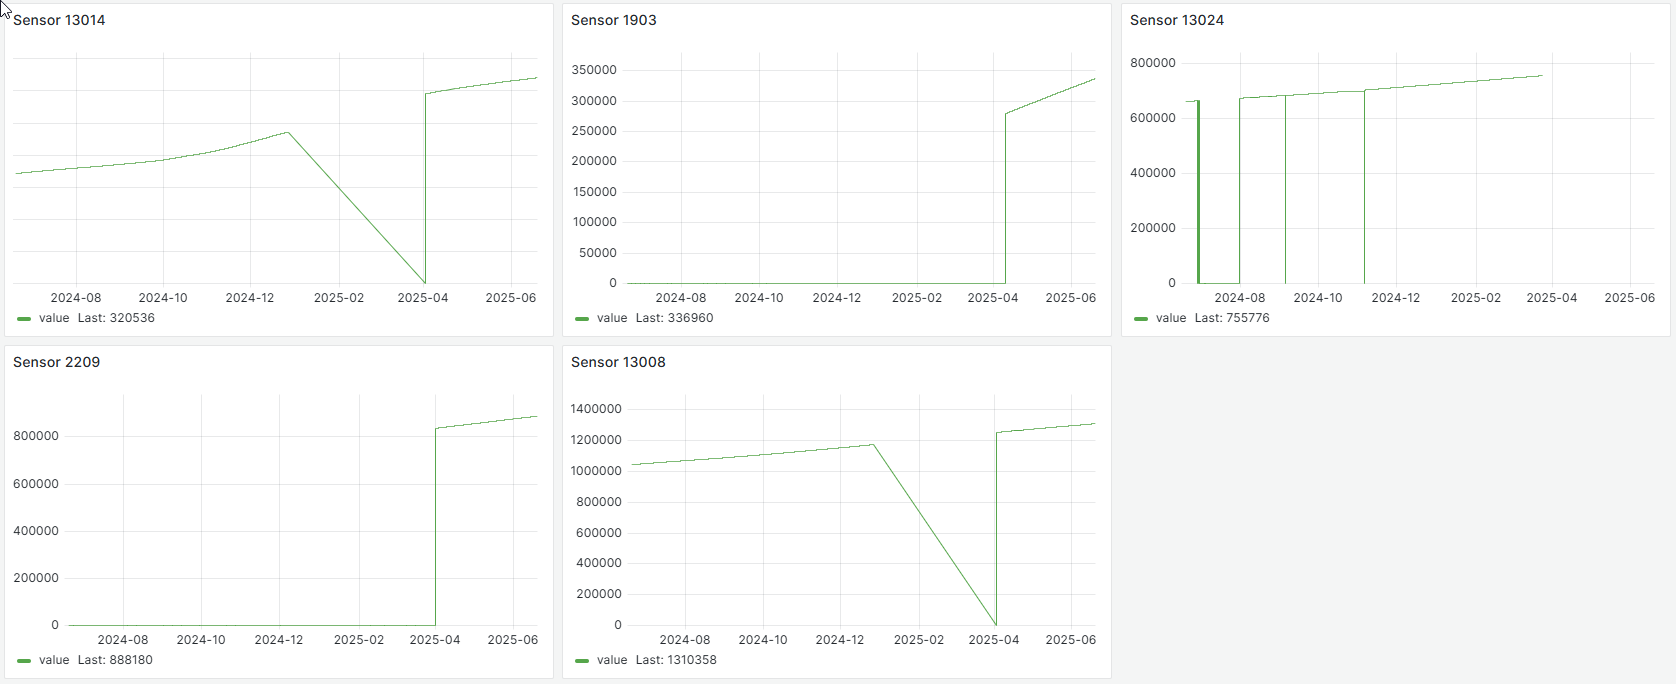 Sensor 13014
2024-08 2024-10 2024-12 2025-02 2025-04 2025-06
value Last: 320536
Sensor 1903
350000
300000
250000
200000
150000
100000
50000
0
2024-08 2024-10 2024-12 2025-02 2025-04 2025-06
value Last: 336960
Sensor 13024
800000
600000
400000
200000
0
2024-08 2024-10 2024-12 2025-02 2025-04 2025-06
value Last: 755776
Sensor 2209
800000
600000
400000
200000
0
2024-08 2024-10 2024-12 2025-02 2025-04 2025-06
value Last: 888180
Sensor 13008
1400000
1200000
1000000
800000
600000
400000
200000
0
2024-08 2024-10 2024-12 2025-02 2025-04 2025-06
value Last: 1310358